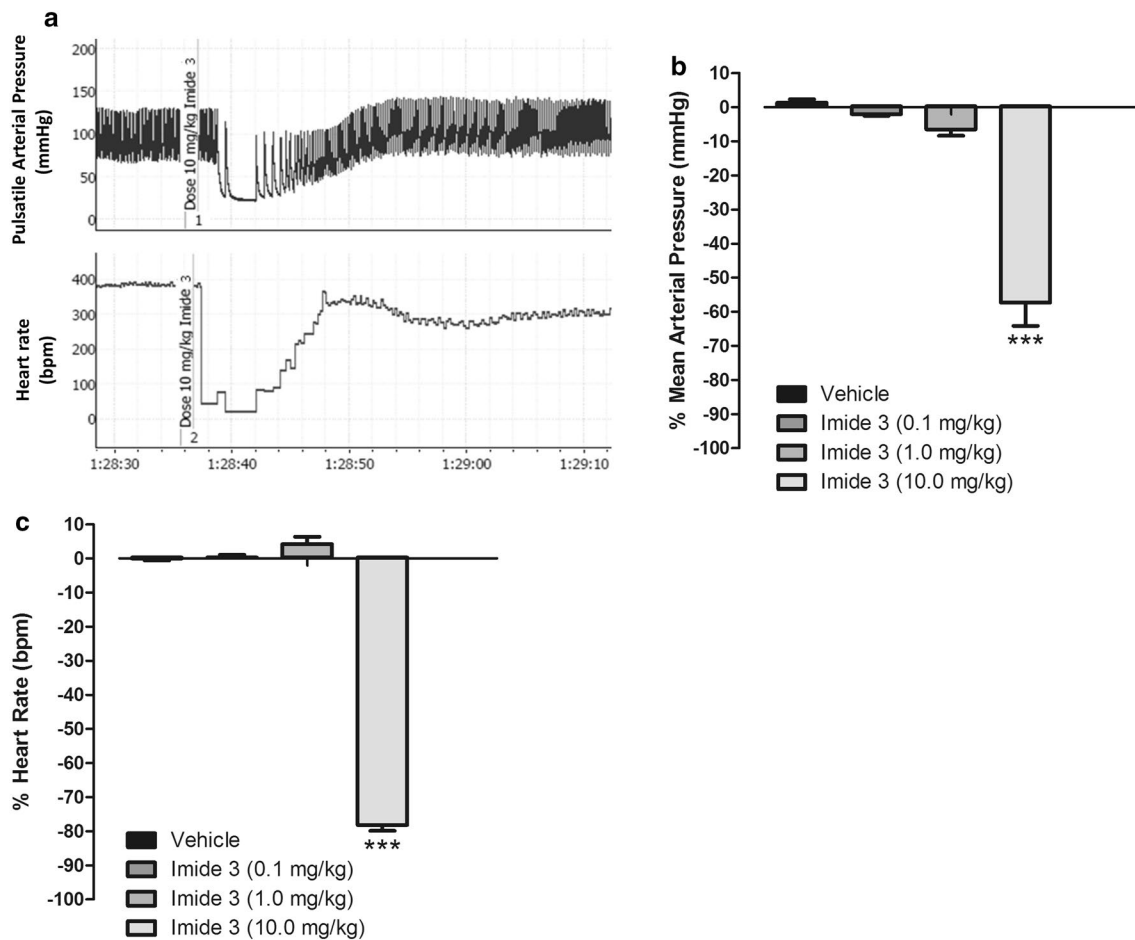 a
Pulsatile Arterial Pressure
(mmHg)
200
150
100
50
0
Dose 10 mg/kg Imide 3
1
Heart rate
(bpm)
400
300
200
100
0
Dose 10 mg/kg Imide 3
2
1:28:30 1:28:40 1:28:50 1:29:00 1:29:10
b
% Mean Arterial Pressure (mmHg)
10
0
-10
-20
-30
-40
-50
-60
-70
-80
-90
-100
***
Vehicle
Imide 3 (0.1 mg/kg)
Imide 3 (1.0 mg/kg)
Imide 3 (10.0 mg/kg)
c
% Heart Rate (bpm)
10
0
-10
-20
-30
-40
-50
-60
-70
-80
-90
-100
***
Vehicle
Imide 3 (0.1 mg/kg)
Imide 3 (1.0 mg/kg)
Imide 3 (10.0 mg/kg)